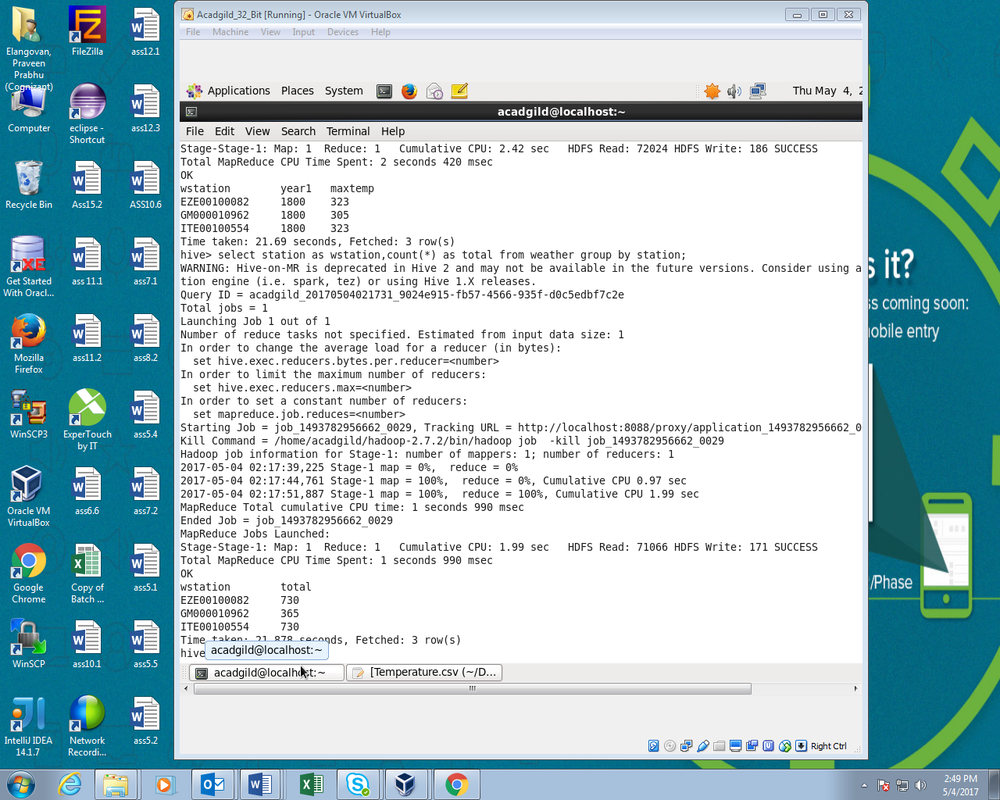 Acadgild_32_Bit [Running] - Oracle VM VirtualBox
File Machine View Input Devices Help
Applications Places System
Thu May 4, 2
acadgild@localhost:~
File Edit View Search Terminal Help
Stage-Stage-1: Map: 1  Reduce: 1   Cumulative CPU: 2.42 sec   HDFS Read: 72024 HDFS Write: 186 SUCCESS
Total MapReduce CPU Time Spent: 2 seconds 420 msec
OK
wstation        year1   maxtemp
EZE00100082     1800    323
GM000010962     1800    305
ITE00100554     1800    323
Time taken: 21.69 seconds, Fetched: 3 row(s)
hive> select station as wstation,count(*) as total from weather group by station;
WARNING: Hive-on-MR is deprecated in Hive 2 and may not be available in the future versions. Consider using a
tion engine (i.e. spark, tez) or using Hive 1.X releases.
Query ID = acadgild_20170504021731_9024e915-fb57-4566-935f-d0c5edbf7c2e
Total jobs = 1
Launching Job 1 out of 1
Number of reduce tasks not specified. Estimated from input data size: 1
In order to change the average load for a reducer (in bytes):
  set hive.exec.reducers.bytes.per.reducer=<number>
In order to limit the maximum number of reducers:
  set hive.exec.reducers.max=<number>
In order to set a constant number of reducers:
  set mapreduce.job.reduces=<number>
Starting Job = job_1493782956662_0029, Tracking URL = http://localhost:8088/proxy/application_1493782956662_0
Kill Command = /home/acadgild/hadoop-2.7.2/bin/hadoop job  -kill job_1493782956662_0029
Hadoop job information for Stage-1: number of mappers: 1; number of reducers: 1
2017-05-04 02:17:39,225 Stage-1 map = 0%,  reduce = 0%
2017-05-04 02:17:44,761 Stage-1 map = 100%,  reduce = 0%, Cumulative CPU 0.97 sec
2017-05-04 02:17:51,887 Stage-1 map = 100%,  reduce = 100%, Cumulative CPU 1.99 sec
MapReduce Total cumulative CPU time: 1 seconds 990 msec
Ended Job = job_1493782956662_0029
MapReduce Jobs Launched:
Stage-Stage-1: Map: 1  Reduce: 1   Cumulative CPU: 1.99 sec   HDFS Read: 71066 HDFS Write: 171 SUCCESS
Total MapReduce CPU Time Spent: 1 seconds 990 msec
OK
wstation        total
EZE00100082     730
GM000010962     365
ITE00100554     730
Time taken: 21.878 seconds, Fetched: 3 row(s)
hive
acadgild@localhost:~
acadgild@localhost:~ [Temperature.csv (~/D...
Right Ctrl
Elangovan, Praveen Prabhu (Cognizant)
FileZilla
ass12.1
Computer
eclipse - Shortcut
ass12.3
Recycle Bin
Ass15.2
ASS10.6
Get Started With Oracl...
ass 11.1
ass7.1
Mozilla Firefox
ass11.2
ass8.2
WinSCP3
ExperTouch by IT
ass5.4
Oracle VM VirtualBox
ass6.6
ass7.2
Google Chrome
Copy of Batch ...
ass5.1
WinSCP
ass10.1
ass5.5
IntelliJ IDEA 14.1.7
Network Recordi...
ass5.2
s it?
ss coming soon:
obile entry
/Phase
2:49 PM
5/4/2017